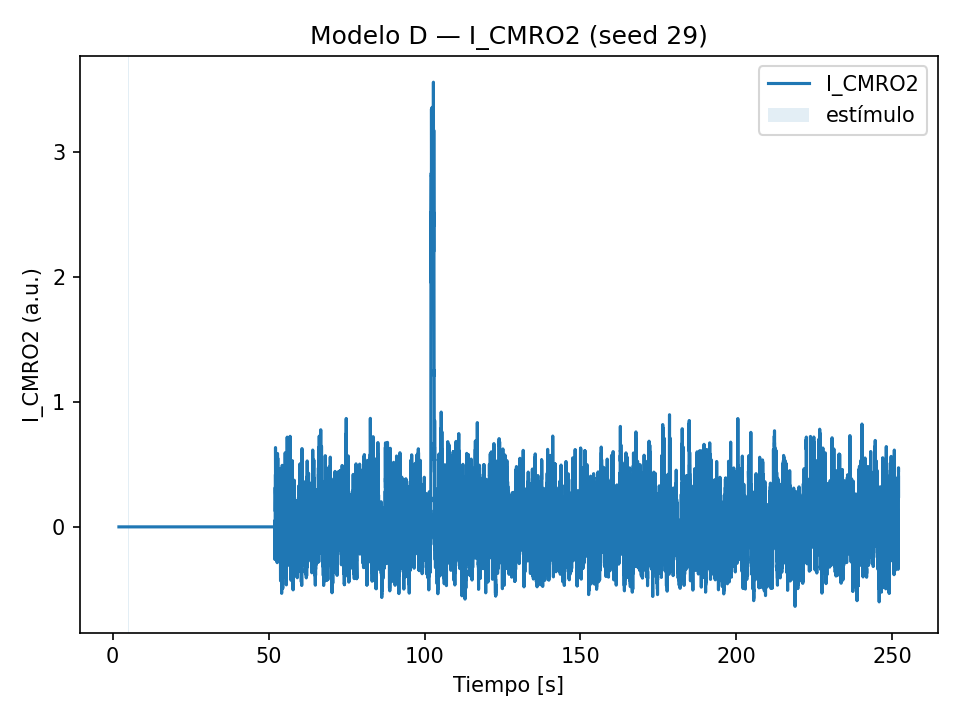 Modelo D — I_CMRO2 (seed 29)
I_CMRO2
estímulo
I_CMRO2 (a.u.)
3
2
1
0
0 50 100 150 200 250
Tiempo [s]